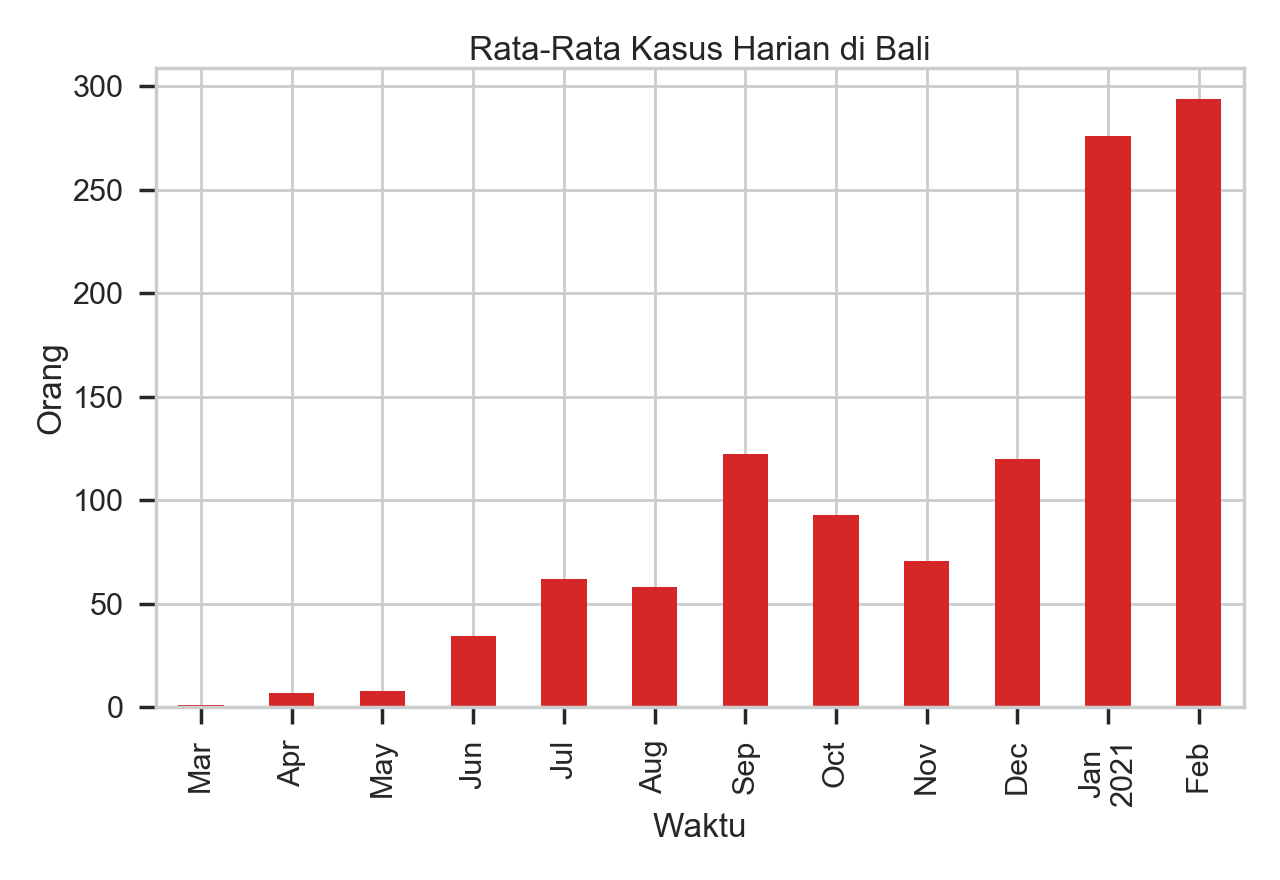 Rata-Rata Kasus Harian di Bali
300
250
200
150
100
50
0
Orang
Mar
Apr
May
Jun
Jul
Aug
Sep
Oct
Nov
Dec
Jan
2021
Feb
Waktu